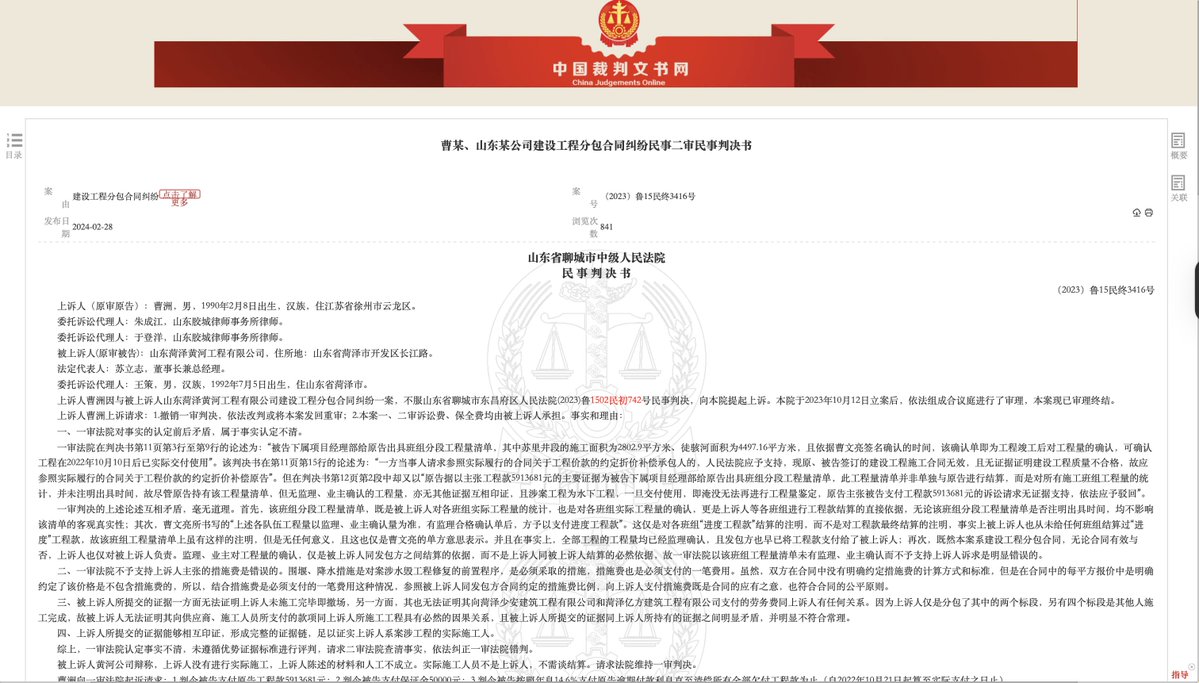 中国裁判文书网
China Judgements Online
目录
概要
关联
曹某、山东某公司建设工程分包合同纠纷民事二审民事判决书
案由 建设工程分包合同纠纷 点击了解更多
案号 （2023）鲁15民终3416号
发布日期 2024-02-28
浏览次数 841
山东省聊城市中级人民法院
民 事 判 决 书
（2023）鲁15民终3416号
上诉人（原审原告）：曹洲，男，1990年2月8日出生，汉族，住江苏省徐州市云龙区。
委托诉讼代理人：朱成江，山东胶城律师事务所律师。
委托诉讼代理人：于登洋，山东胶城律师事务所律师。
被上诉人(原审被告)：山东菏泽黄河工程有限公司，住所地：山东省菏泽市开发区长江路。
法定代表人：苏立志，董事长兼总经理。
委托诉讼代理人：王策，男，汉族，1992年7月5日出生，住山东省菏泽市。
上诉人曹洲因与被上诉人山东菏泽黄河工程有限公司建设工程分包合同纠纷一案，不服山东省聊城市东昌府区人民法院(2023)鲁1502民初742号民事判决，向本院提起上诉。本院于2023年10月12日立案后，依法组成合议庭进行了审理，本案现已审理终结。
上诉人曹洲上诉请求：1.撤销一审判决，依法改判或将本案发回重审；2.本案一、二审诉讼费、保全费均由被上诉人承担。事实和理由：
一、一审法院对事实的认定前后矛盾，属于事实认定不清。
一审法院在判决书第11页第3行至第9行的论述为：“被告下属项目经理部给原告出具班组分段工程量清单，其中苏里井段的施工面积为2802.9平方米，徒骇河面积为4497.16平方米，且依据曹文亮签名确认的时间，该确认单即为工程竣工后对工程量的确认，可确认
工程在2022年10月10日后已实际交付使用”。该判决书在第11页第15行的论述为：“一方当事人请求参照实际履行的合同关于工程价款的约定折价补偿承包人的，人民法院应予支持，现原、被告签订的建设工程施工合同无效，且无证据证明建设工程质量不合格，故应
参照实际履行的合同关于工程价款的约定折价补偿原告”。但在判决书第12页第2段中却又以“原告据以主张工程款5913681元的主要证据为被告下属项目经理部给原告出具班组分段工程量清单，此工程量清单并非单独与原告进行结算，而是对所有施工班组工程量的统
计，并未注明出具时间，故尽管原告持有该工程量清单，但无监理、业主确认的工程量，亦无其他证据互相印证，且涉案工程为水下工程，一旦交付使用，即淹没无法再进行工程量鉴定，原告主张被告支付工程款5913681元的诉讼请求无证据支持，依法应予驳回”。
一审判决的上述论述互相矛盾，毫无道理。首先，该班组分段工程量清单，既是被上诉人对各班组实际工程量的统计，也是对各班组实际工程量的确认，更是上诉人等各班组进行工程款结算的直接依据，无论该班组分段工程量清单是否注明出具时间，均不影响
该清单的客观真实性；其次，曹文亮所书写的“上述各队伍工程量以监理、业主确认量为准，有监理合格确认单后，方予以支付进度工程款”。这仅是对各班组“进度工程款”结算的注明，而不是对工程款最终结算的注明，事实上被上诉人也从未给任何班组结算过“进
度”工程款，故该班组工程量清单上虽有这样的注明，但是无任何意义，且这也仅是曹文亮的单方意思表示。并且在事实上，全部工程的工程量均已经监理确认，且发包方也早已将工程款支付给了被上诉人；再次，既然本案系建设工程分包合同，无论合同有效与
否，上诉人也仅对被上诉人负责。监理、业主对工程量的确认，仅是被上诉人同发包方之间结算的依据，而不是上诉人同被上诉人结算的必然依据，故一审法院以该班组工程量清单未有监理、业主确认而不予支持上诉人诉求是明显错误的。
二、一审法院不予支持上诉人主张的措施费是错误的。围堰、降水措施是对案涉水毁工程修复的前置程序，是必须采取的措施，措施费也是必须支付的一笔费用。虽然，双方在合同中没有明确约定措施费的计算方式和标准，但是在合同中的每平方报价中是明确
约定了该价格是不包含措施费的，所以，结合措施费是必须支付的一笔费用这种情况，参照被上诉人同发包方合同约定的措施费比例，向上诉人支付措施费既是合同的应有之意，也符合合同的公平原则。
三、被上诉人所提交的证据一方面无法证明上诉人未施工完毕即撤场，另一方面，其也无法证明其向菏泽少安建筑工程有限公司和菏泽亿方建筑工程有限公司支付的劳务费同上诉人有任何关系。因为上诉人仅是分包了其中的两个标段，另有四个标段是其他人施
工完成，故被上诉人无法证明其向供应商、施工人员所支付的款项同上诉人所施工工程具有必然的因果关系，且被上诉人所提交的证据同上诉人所持有的证据之间明显矛盾，并明显不符合常理。
四、上诉人所提交的证据能够相互印证，形成完整的证据链，足以证实上诉人系案涉工程的实际施工人。
综上，一审法院认定事实不清，未遵循优势证据标准进行评判，请求二审法院查清事实，依法纠正一审法院错判。
被上诉人黄河公司辩称，上诉人没有进行实际施工，上诉人陈述的材料和人工不成立。实际施工人员不是上诉人，不需谈结算。请求法院维持一审判决。
曹洲向一审法院起诉请求：1.判令被告支付原告工程款5913681元；2.判令被告支付保证金50000元；3.判令被告按照年息14.6%支付原告逾期付款利息直至清偿所有全部欠付工程款为止（自2022年10月21日起算至实际支付之日止）
指导